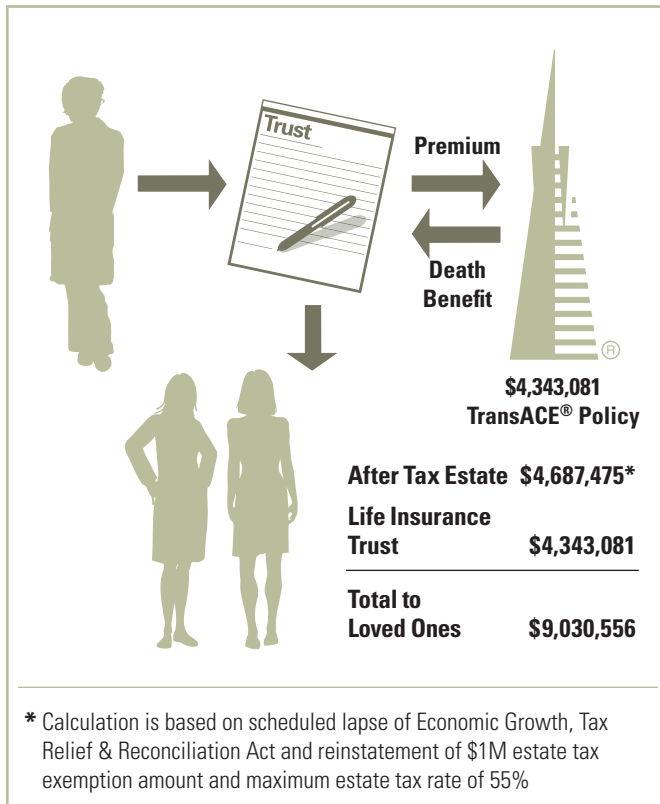 Trust
Premium
Death
Benefit
®
$4,343,081
TransACE® Policy
After Tax Estate $4,687,475*
Life Insurance
Trust $4,343,081
Total to
Loved Ones $9,030,556
* Calculation is based on scheduled lapse of Economic Growth, Tax
Relief & Reconciliation Act and reinstatement of $1M estate tax
exemption amount and maximum estate tax rate of 55%